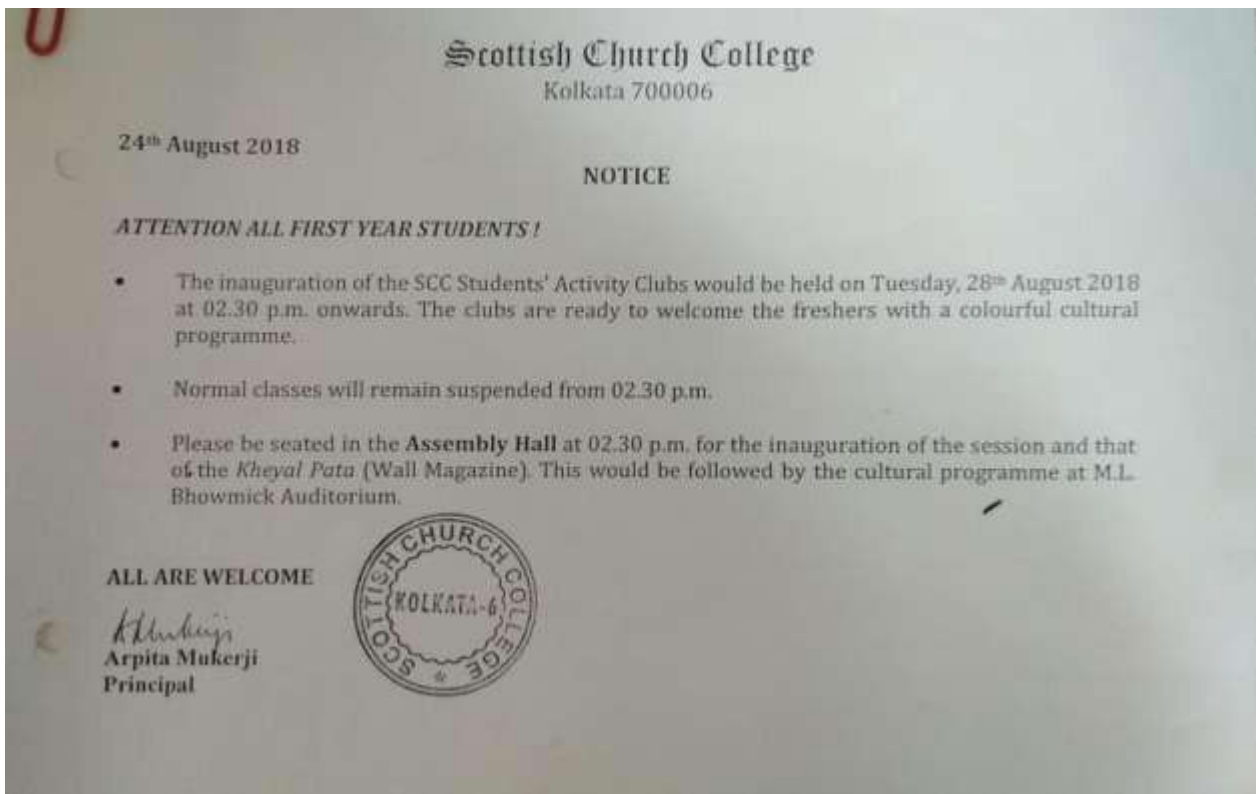 Scottish Church College
Kolkata 700006
24th August 2018
NOTICE
ATTENTION ALL FIRST YEAR STUDENTS !
• The inauguration of the SCC Students' Activity Clubs would be held on Tuesday, 28th August 2018
at 02.30 p.m. onwards. The clubs are ready to welcome the freshers with a colourful cultural
programme.
• Normal classes will remain suspended from 02.30 p.m.
• Please be seated in the Assembly Hall at 02.30 p.m. for the inauguration of the session and that
of the Kheyal Pata (Wall Magazine). This would be followed by the cultural programme at M.L.
Bhowmick Auditorium.
ALL ARE WELCOME
SCOTTISH CHURCH COLLEGE
KOLKATA-6
AMukerji
Arpita Mukerji
Principal